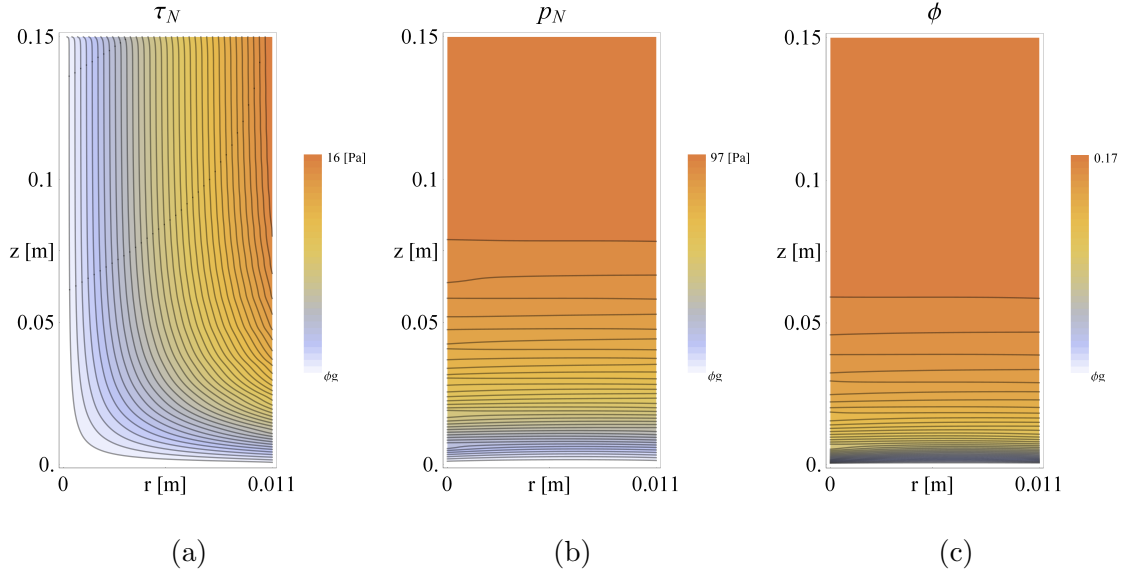 τN
0.15
0.1
z [m]
0.05
0.
0
r [m]
0.011
16 [Pa]
ϕg
(a)
pN
0.15
0.1
z [m]
0.05
0.
0
r [m]
0.011
97 [Pa]
ϕg
(b)
ϕ
0.15
0.1
z [m]
0.05
0.
0
r [m]
0.011
0.17
ϕg
(c)